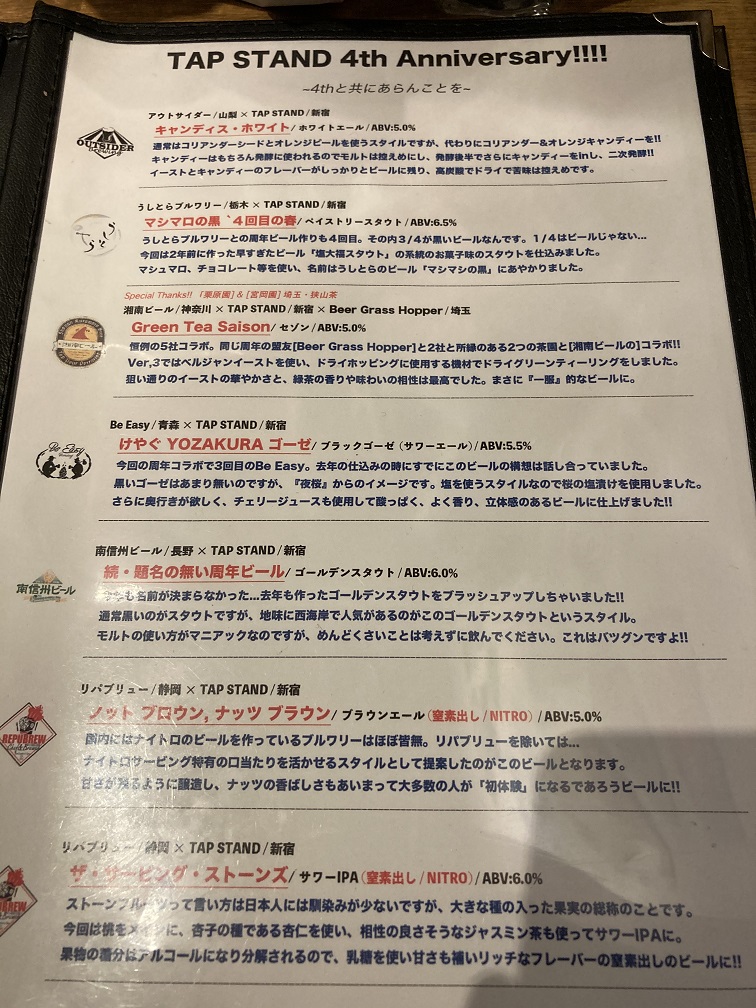 TAP STAND 4th Anniversary!!!!
~4thと共にあらんことを~
アウトサイダー/山梨 × TAP STAND/新宿
OUTSIDER
brewing
キャンディス・ホワイト/ ホワイトエール/ABV:5.0%
通常はコリアンダーシードとオレンジピールを使うスタイルですが、代わりにコリアンダー&オレンジキャンディーを!!
キャンディーはもちろん発酵に使われるのでモルトは控えめにし、発酵後半でさらにキャンディーをinし、二次発酵!!
イーストとキャンディーのフレーバーがしっかりとビールに残り、高炭酸でドライで苦味は控えめです。
うしとらブルワリー/栃木 × TAP STAND/新宿
うしとら
マシマロの黒 `4回目の春/ ペイストリースタウト/ABV:6.5%
うしとらブルワリーとの周年ビール作りも4回目。その内3/4が黒いビールなんです。1/4はビールじゃない…
今回は2年前に作った早すぎたビール『塩大福スタウト』の系統のお菓子味のスタウトを仕込みました。
マシュマロ、チョコレート等を使い、名前はうしとらのビール「マシマシの黒」にあやかりました。
Special Thanks!! 「栗原園] & [宮岡園] 埼玉・狭山茶
湘南ビール/神奈川 × TAP STAND/新宿 × Beer Grass Hopper/埼玉
Green Tea Saison/ セゾン/ABV:5.0%
恒例の5社コラボ。同じ周年の盟友[Beer Grass Hopper]と2社と所縁のある2つの茶園と[湘南ビールの]コラボ!!
Ver,3ではベルジャンイーストを使い、ドライホッピングに使用する機材でドライグリーンティーリングをしました。
狙い通りのイーストの華やかさと、緑茶の香りや味わいの相性は最高でした。まさに『一服』的なビールに。
Be Easy/青森 × TAP STAND/新宿
Be Easy
けやぐ YOZAKURA ゴーゼ/ ブラックゴーゼ（サワーエール）/ABV:5.5%
今回の周年コラボで3回目のBe Easy。去年の仕込みの時にすでにこのビールの構想は話し合っていました。
黒いゴーゼはあまり無いのですが、『夜桜』からのイメージです。塩を使うスタイルなので桜の塩漬けを使用しました。
さらに奥行きが欲しく、チェリージュースも使用して酸っぱく、よく香り、立体感のあるビールに仕上げました!!
南信州ビール/長野 × TAP STAND/新宿
南信州ビール
続・題名の無い周年ビール/ ゴールデンスタウト/ABV:6.0%
も名前が決まらなかった…去年も作ったゴールデンスタウトをブラッシュアップしちゃいました!!
通常黒いのがスタウトですが、地味に西海岸で人気があるのがこのゴールデンスタウトというスタイル。
モルトの使い方がマニアックなのですが、めんどくさいことは考えずに飲んでください。これはバツグンですよ!!
リパブリュー/静岡 × TAP STAND/新宿
REPUBREW
ノット ブロウン, ナッツ ブラウン/ ブラウンエール（窒素出し/NITRO）/ABV:5.0%
国内にはナイトロのビールを作っているブルワリーはほぼ皆無。リパブリューを除いては…
ナイトロサービング特有の口当たりを活かせるスタイルとして提案したのがこのビールとなります。
甘さが残るように醸造し、ナッツの香ばしさもあいまって大多数の人が「初体験」になるであろうビールに!!
リパブリュー/静岡 × TAP STAND/新宿
ザ・サービング・ストーンズ/ サワーIPA（窒素出し/NITRO）/ABV:6.0%
ストーンフルーツって言い方は日本人には馴染みが少ないですが、大きな種の入った果実の総称のことです。
今回は桃をメインに、杏子の種である杏仁を使い、相性の良さそうなジャスミン茶も使ってサワーIPAに。
果物の糖分はアルコールになり分解されるので、乳糖を使い甘さも補いリッチなフレーバーの窒素出しのビールに!!